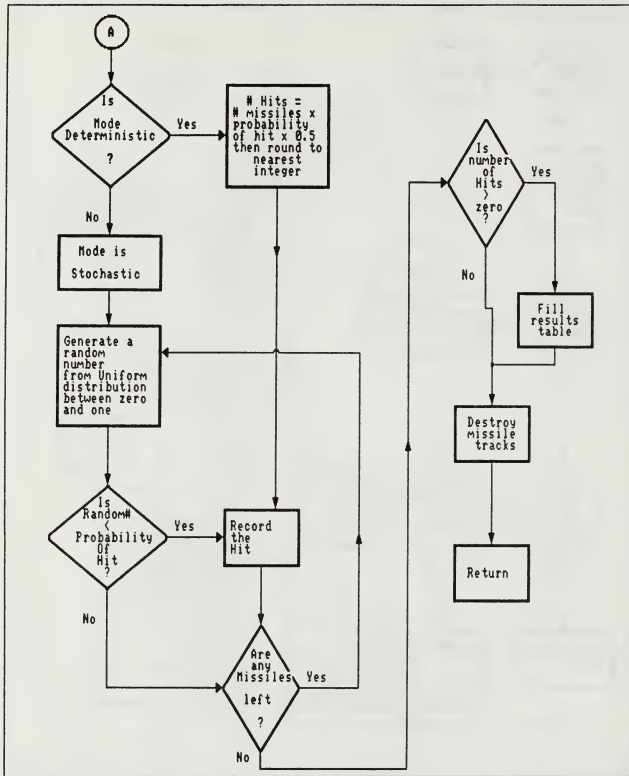 A
Is
Mode
Deterministic
?
Yes
# Hits =
# missiles x
probability
of hit x 0.5
then round to
nearest
integer
No
Mode is
Stochastic
Generate a
random
number
from Uniform
distribution
between zero
and one
Is
Random#
<
Probability
Of
Hit
?
Yes
Record
the
Hit
No
Are
any
Missiles
left
?
Yes
No
Is
number
of
Hits
>
zero
?
Yes
No
Fill
results
table
Destroy
missile
tracks
Return